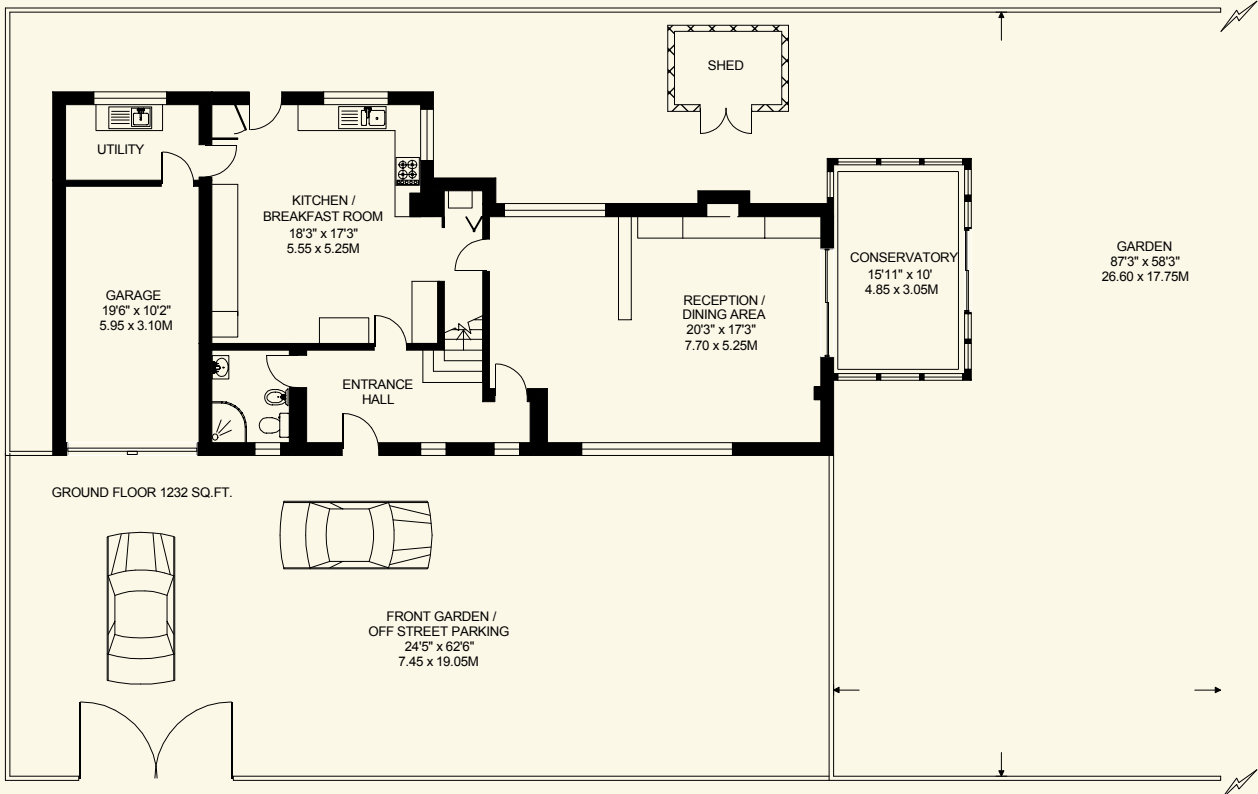 SHED
UTILITY
KITCHEN /
BREAKFAST ROOM
18'3" x 17'3"
5.55 x 5.25M
GARAGE
19'6" x 10'2"
5.95 x 3.10M
RECEPTION /
DINING AREA
20'3" x 17'3"
7.70 x 5.25M
CONSERVATORY
15'11" x 10'
4.85 x 3.05M
GARDEN
87'3" x 58'3"
26.60 x 17.75M
ENTRANCE
HALL
GROUND FLOOR 1232 SQ.FT.
FRONT GARDEN /
OFF STREET PARKING
24'5" x 62'6"
7.45 x 19.05M